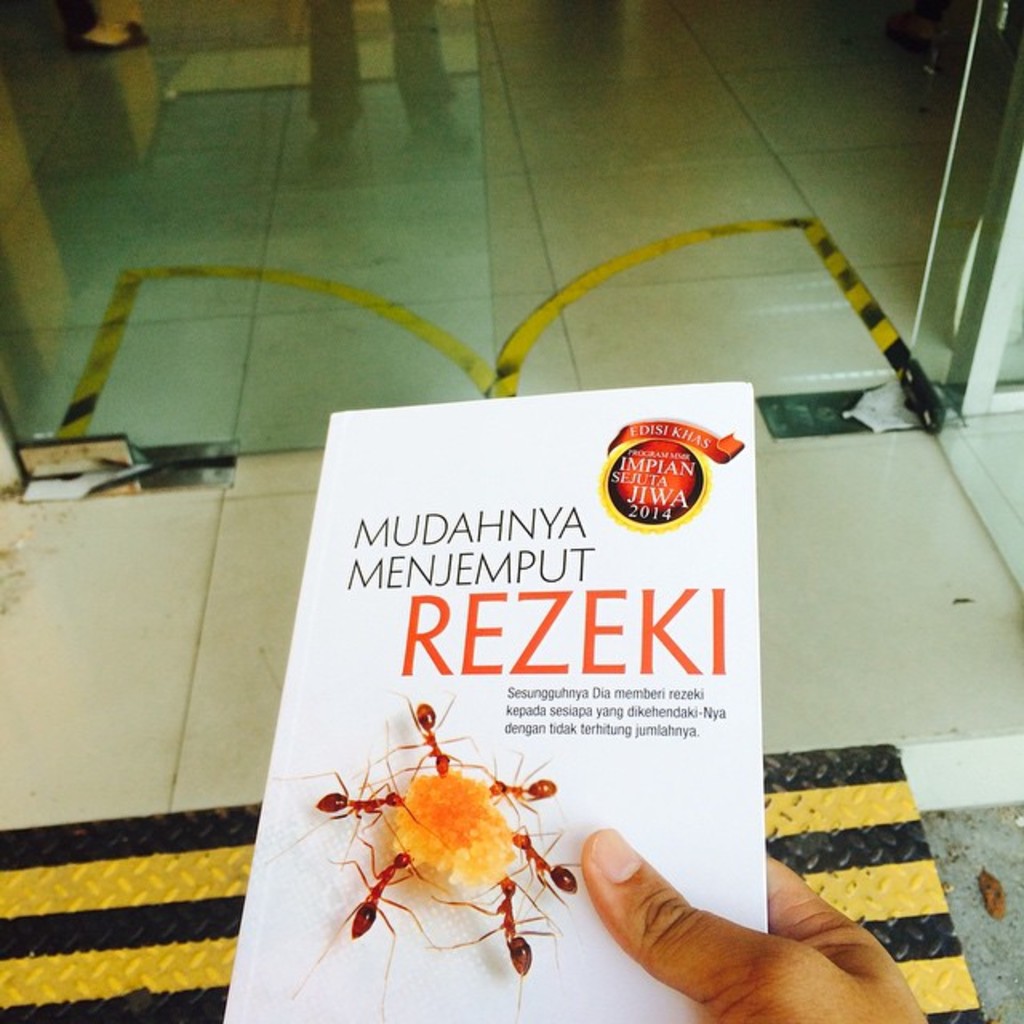 EDISI KHAS
PROGRAM MMR
IMPIAN
SEJUTA
JIWA
2014
MUDAHNYA
MENJEMPUT
REZEKI
Sesungguhnya Dia memberi rezeki
kepada sesiapa yang dikehendaki-Nya
dengan tidak terhitung jumlahnya.